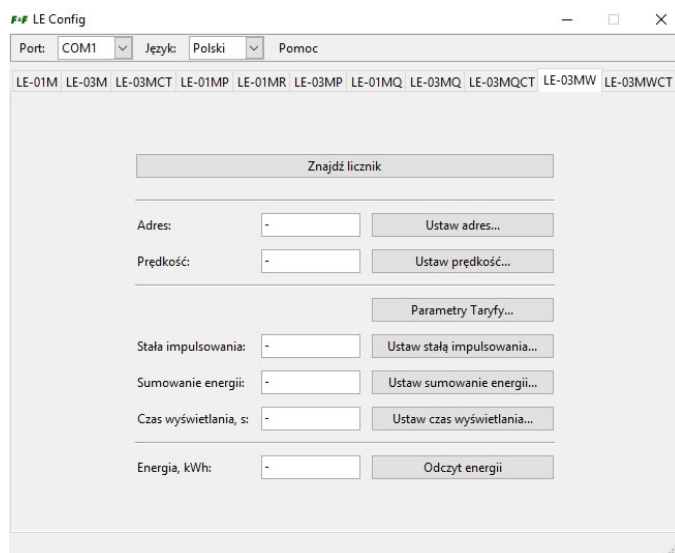 F&F LE Config
Port: COM1 Język: Polski Pomoc
LE-01M LE-03M LE-03MCT LE-01MP LE-01MR LE-03MP LE-01MQ LE-03MQ LE-03MQCT LE-03MW LE-03MWCT
Znajdź licznik
Adres: - Ustaw adres...
Prędkość: - Ustaw prędkość...
Parametry Taryfy...
Stała impulsowania: - Ustaw stałą impulsowania...
Sumowanie energii: - Ustaw sumowanie energii...
Czas wyświetlania, s: - Ustaw czas wyświetlania...
Energia, kWh: - Odczyt energii